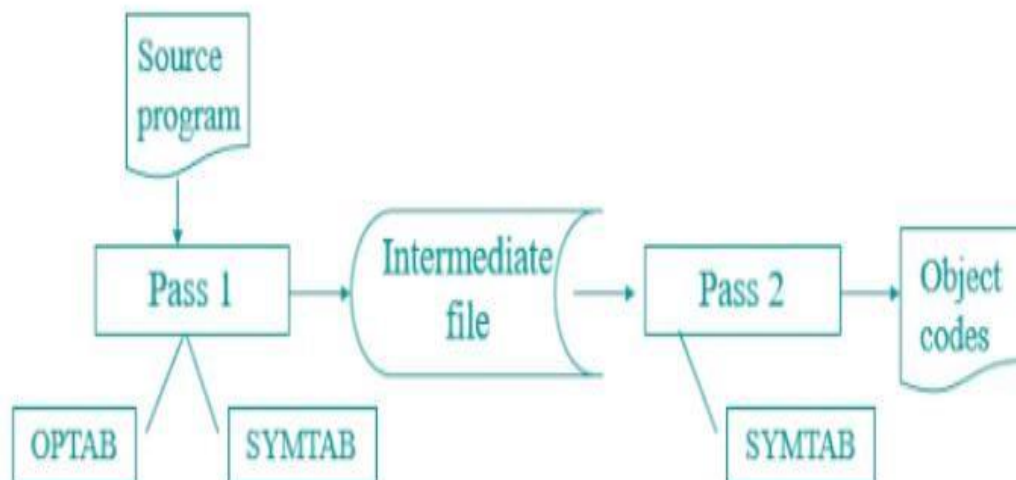 Source
program
Pass 1
Intermediate
file
Pass 2
Object
codes
OPTAB
SYMTAB
SYMTAB